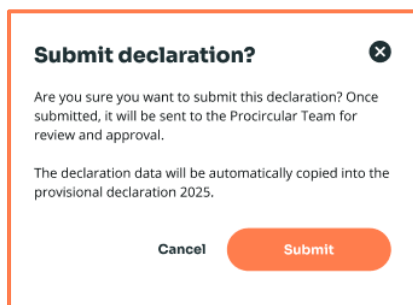 Submit declaration?
Are you sure you want to submit this declaration? Once
submitted, it will be sent to the Procircular Team for
review and approval.
The declaration data will be automatically copied into the
provisional declaration 2025.
Cancel
Submit